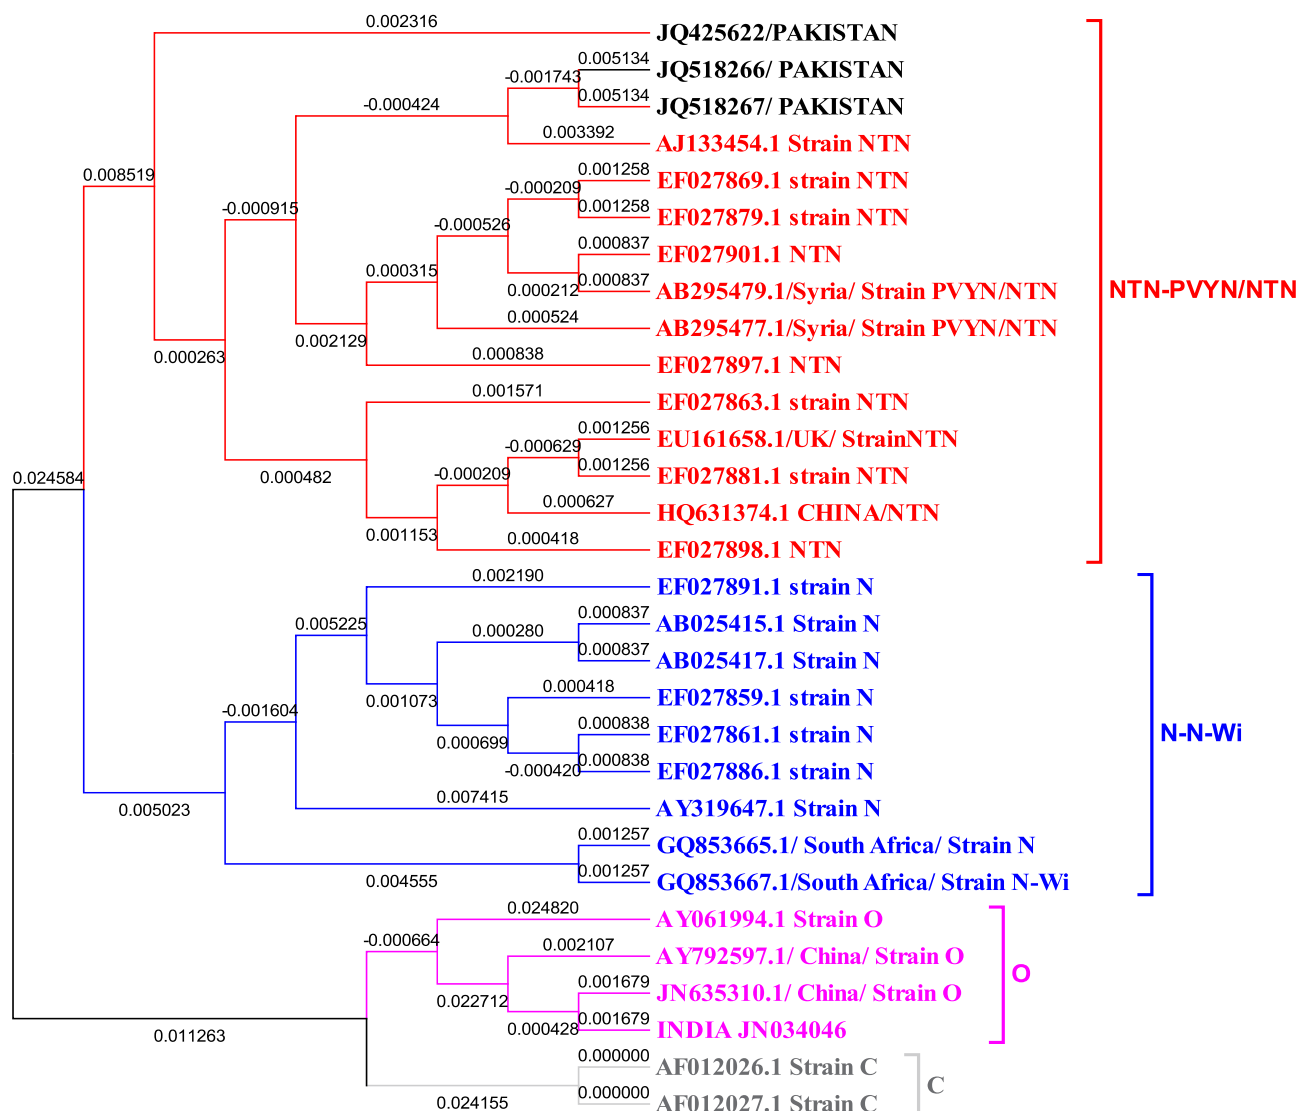 0.002316
JQ425622/PAKISTAN
0.005134
JQ518266/ PAKISTAN
-0.001743
0.005134
JQ518267/ PAKISTAN
-0.000424
0.003392
AJ133454.1 Strain NTN
0.008519
0.001258
EF027869.1 strain NTN
-0.000209
0.001258
EF027879.1 strain NTN
-0.000915
-0.000526
0.000837
EF027901.1 NTN
0.000315
0.000837
0.000212
AB295479.1/Syria/ Strain PVYN/NTN
NTN-PVYN/NTN
0.000524
AB295477.1/Syria/ Strain PVYN/NTN
0.002129
0.000263
0.000838
EF027897.1 NTN
0.001571
EF027863.1 strain NTN
0.001256
EU161658.1/UK/ StrainNTN
-0.000629
0.001256
EF027881.1 strain NTN
-0.000209
0.000482
0.024584
0.000627
HQ631374.1 CHINA/NTN
0.001153
0.000418
EF027898.1 NTN
0.002190
EF027891.1 strain N
0.005225
0.000837
AB025415.1 Strain N
0.000280
0.000837
AB025417.1 Strain N
0.001073
0.000418
EF027859.1 strain N
-0.001604
0.000838
EF027861.1 strain N
N-N-Wi
0.000699
0.000838
-0.000420
EF027886.1 strain N
0.007415
AY319647.1 Strain N
0.005023
0.001257
GQ853665.1/ South Africa/ Strain N
0.004555
0.001257
GQ853667.1/South Africa/ Strain N-Wi
0.024820
AY061994.1 Strain O
-0.000664
0.002107
AY792597.1/ China/ Strain O
O
0.022712
0.001679
JN635310.1/ China/ Strain O
0.000428
0.001679
INDIA JN034046
0.011263
0.000000
AF012026.1 Strain C
C
0.024155
0.000000
AF012027.1 Strain C